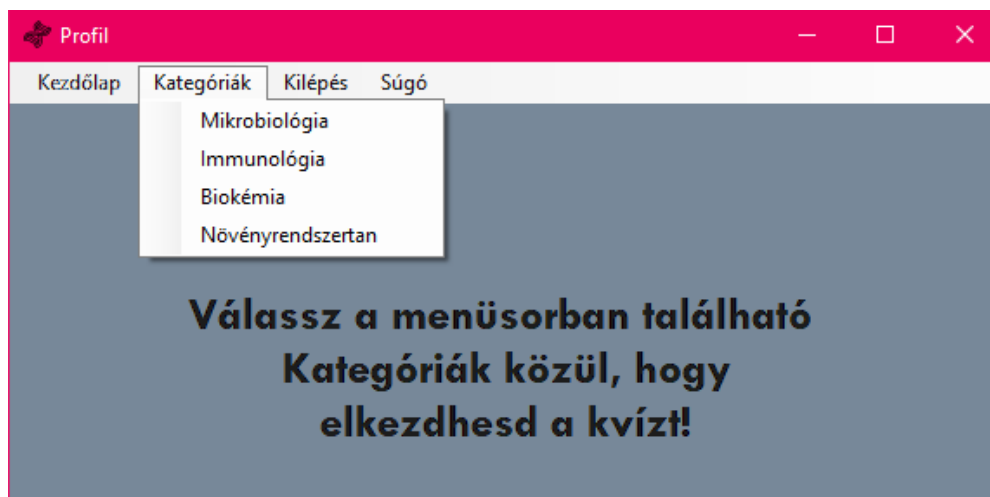 Profil
Kezdőlap Kategóriák Kilépés Súgó
Mikrobiológia
Immunológia
Biokémia
Növényrendszertan
Válassz a menüsorban található
Kategóriák közül, hogy
elkezdhesd a kvízt!